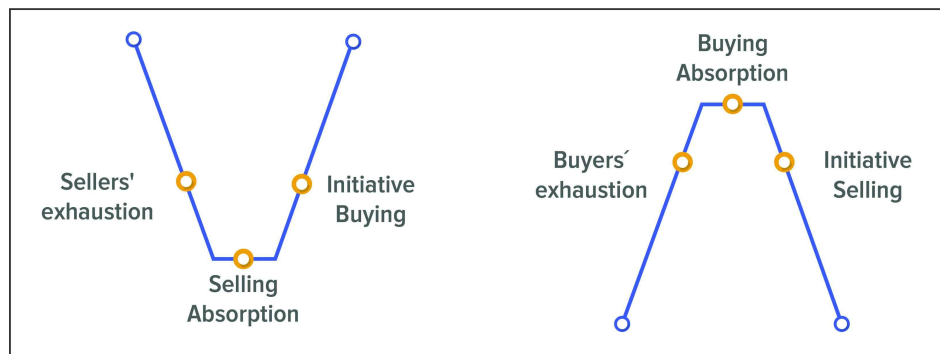 Sellers'
exhaustion
Selling
Absorption
Initiative
Buying
Buying
Absorption
Buyers´
exhaustion
Initiative
Selling